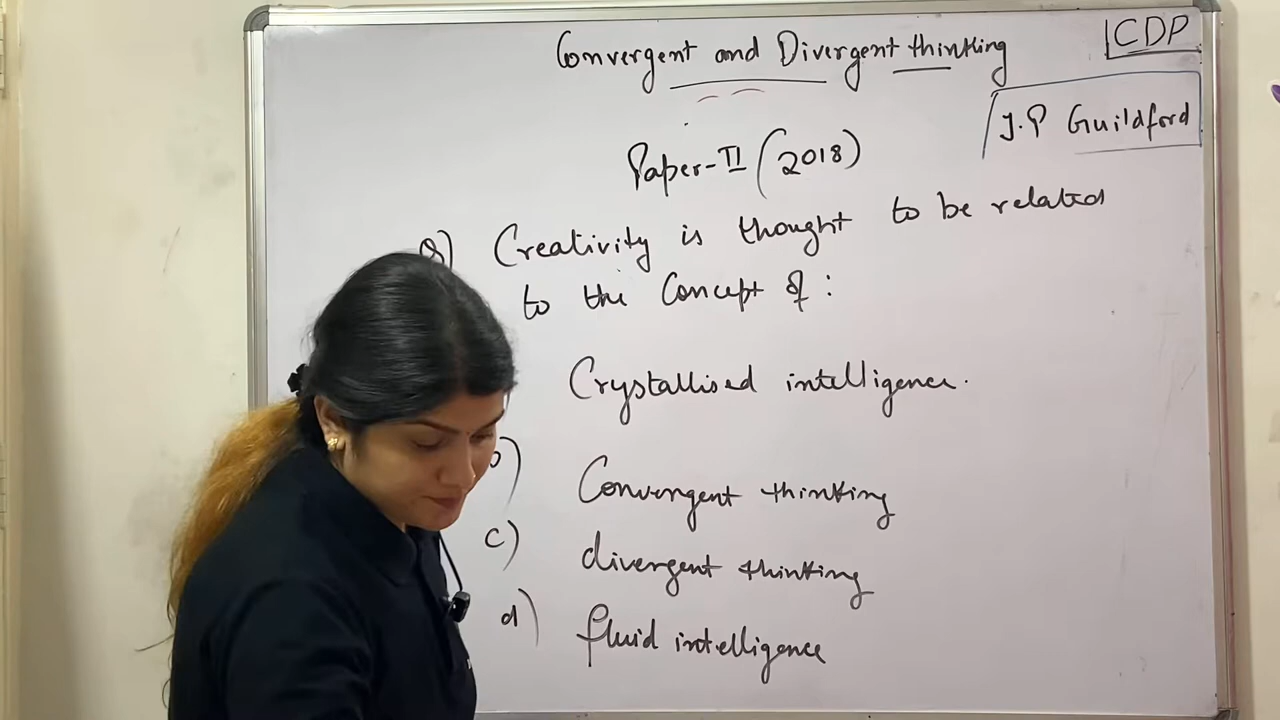 Convergent and Divergent thinking
CDP
J.P Guildford
Paper-II (2018)
Q) Creativity is thought to be related
to the Concept of :
Crystallised intelligence.
b) Convergent thinking
c) divergent thinking
d) fluid intelligence